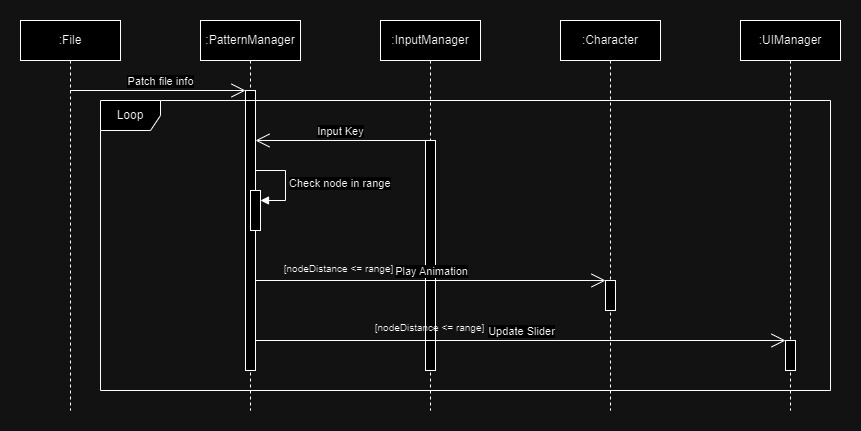 :File
:PatternManager
:InputManager
:Character
:UIManager
Patch file info
Loop
Input Key
Check node in range
[nodeDistance <= range] Play Animation
[nodeDistance <= range] Update Slider